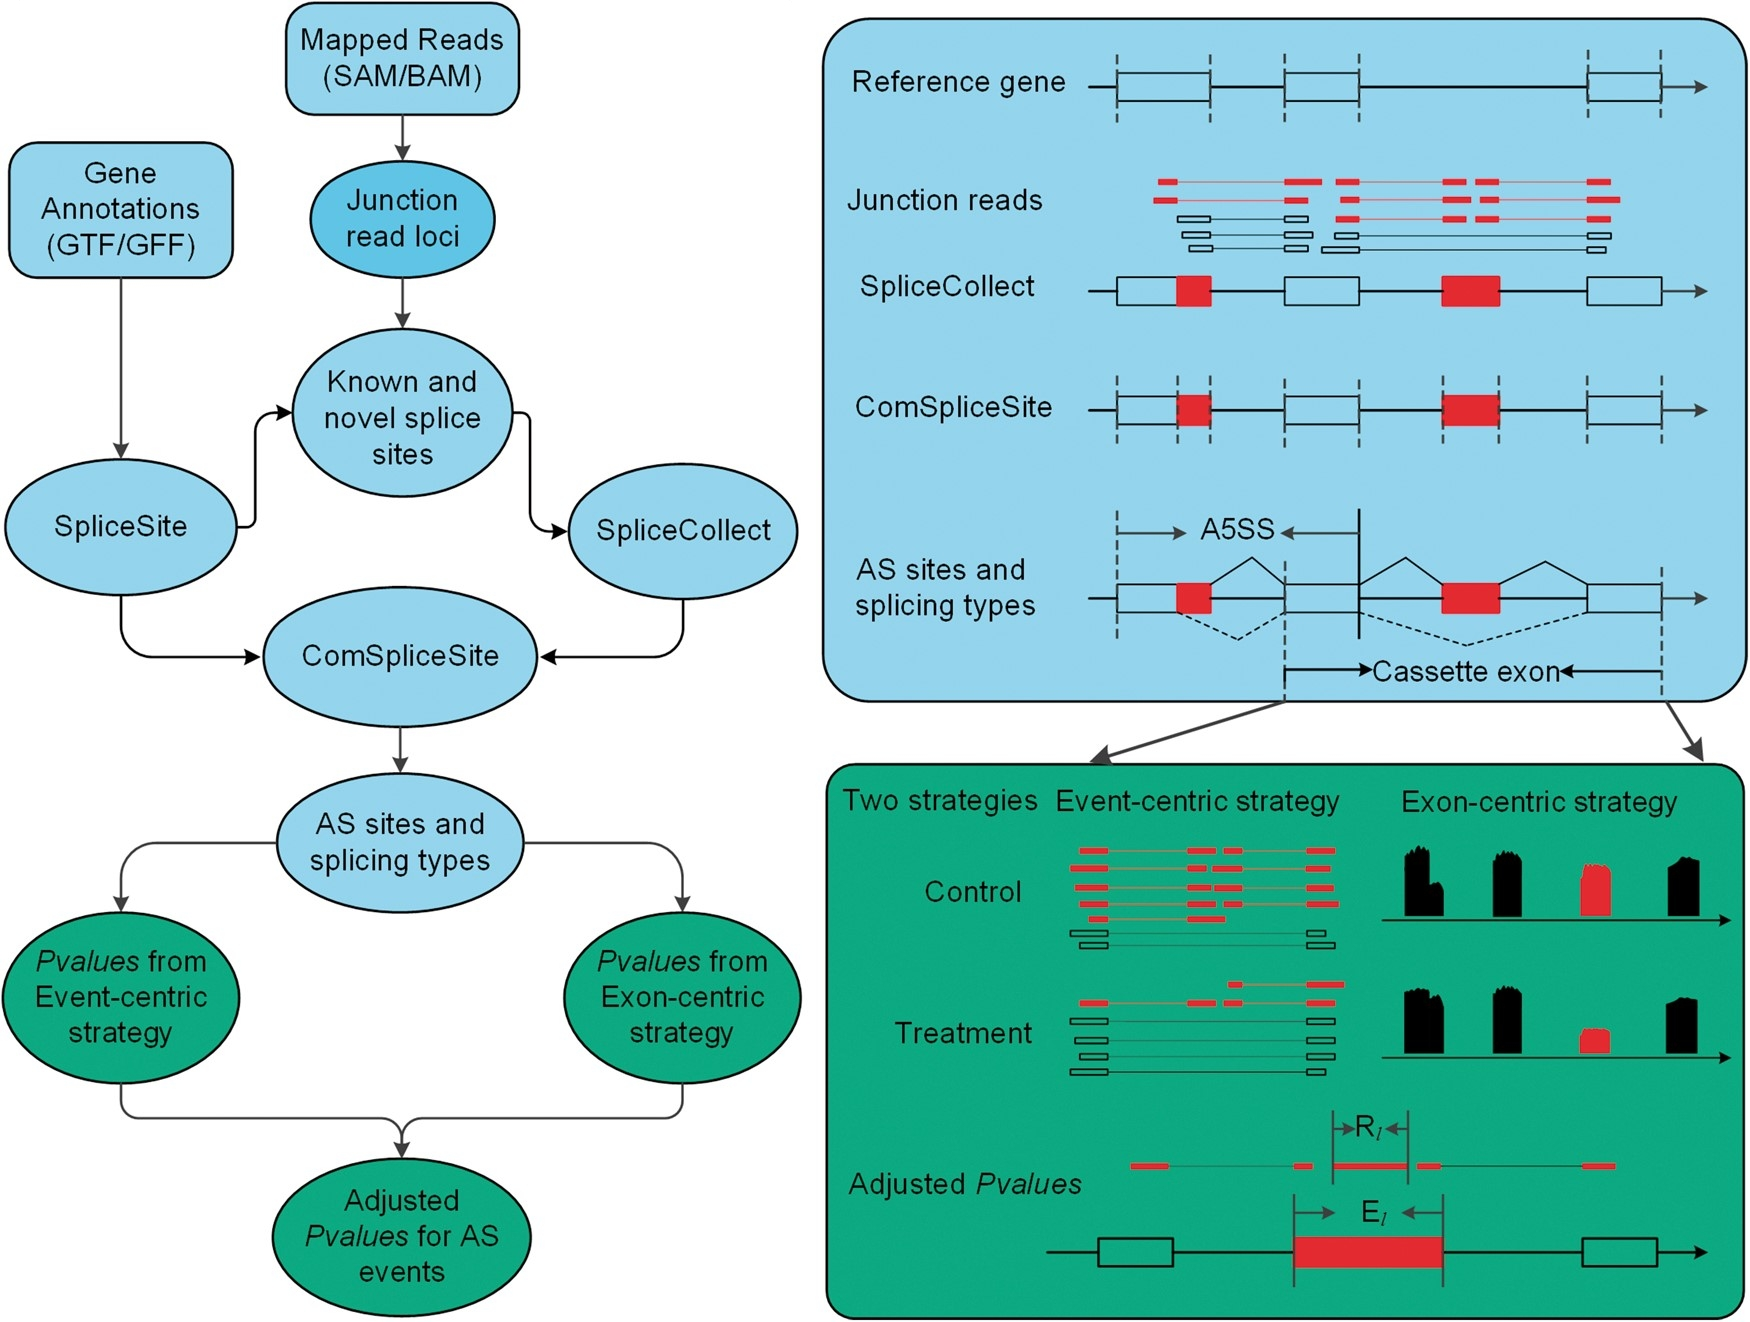 Mapped Reads
(SAM/BAM)
Gene
Annotations
(GTF/GFF)
Junction
read loci
Known and
novel splice
sites
SpliceSite
SpliceCollect
ComSpliceSite
AS sites and
splicing types
Pvalues from
Event-centric
strategy
Pvalues from
Exon-centric
strategy
Adjusted
Pvalues for AS
events
Reference gene
Junction reads
SpliceCollect
ComSpliceSite
A5SS
AS sites and
splicing types
Cassette exon
Two strategies Event-centric strategy Exon-centric strategy
Control
Treatment
R_l
Adjusted Pvalues
E_l